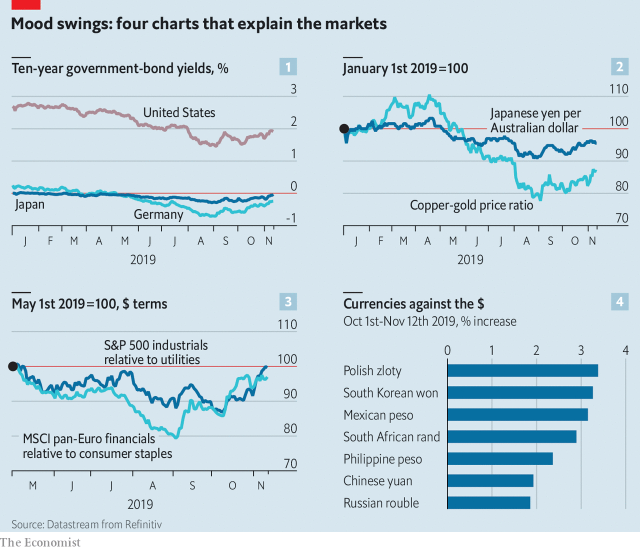 Mood swings: four charts that explain the markets
Ten-year government-bond yields, %
1
3
2
1
0
-1
United States
Japan
Germany
J F M A M J J A S O N
2019
January 1st 2019=100
2
110
100
90
80
70
Japanese yen per
Australian dollar
Copper-gold price ratio
J F M A M J J A S O N
2019
May 1st 2019=100, $ terms
3
110
100
90
80
70
S&P 500 industrials
relative to utilities
MSCI pan-Euro financials
relative to consumer staples
M J J A S O N
2019
Currencies against the $
4
Oct 1st-Nov 12th 2019, % increase
0 1 2 3 4
Polish zloty
South Korean won
Mexican peso
South African rand
Philippine peso
Chinese yuan
Russian rouble
Source: Datastream from Refinitiv
The Economist